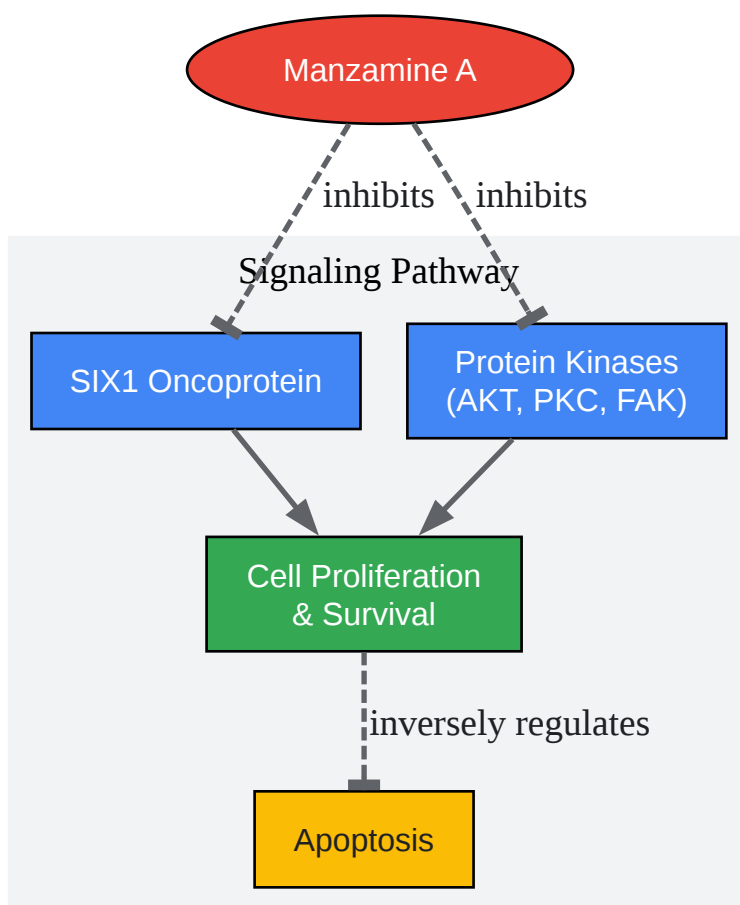 Manzamine A
inhibits
inhibits
Signaling Pathway
SIX1 Oncoprotein
Protein Kinases
(AKT, PKC, FAK)
Cell Proliferation
& Survival
inversely regulates
Apoptosis